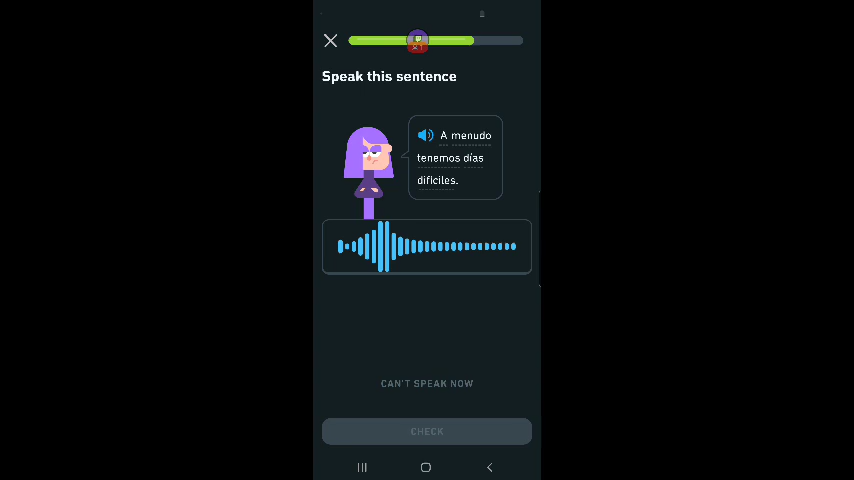 Speak this sentence
A menudo
tenemos días
difíciles.
CAN'T SPEAK NOW
CHECK